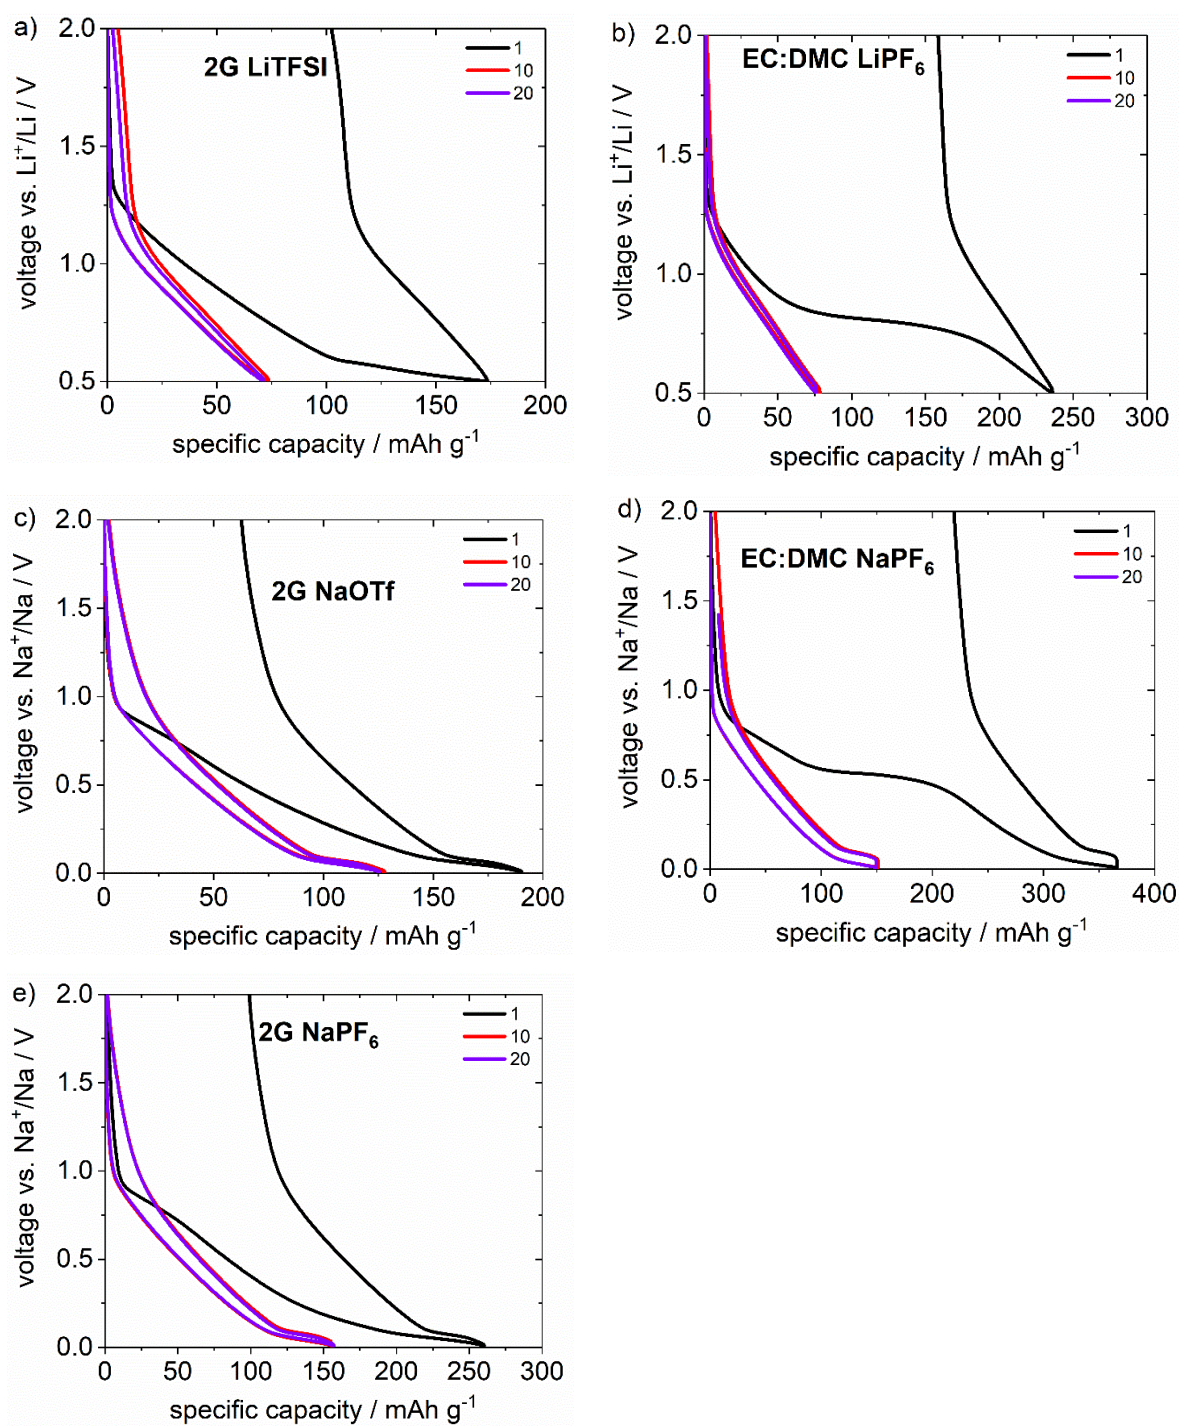 a)
2G LiTFSI
1
10
20
2.0
1.5
1.0
0.5
voltage vs. Li⁺/Li / V
0 50 100 150 200
specific capacity / mAh g⁻¹
b)
EC:DMC LiPF₆
1
10
20
2.0
1.5
1.0
0.5
voltage vs. Li⁺/Li / V
0 50 100 150 200 250 300
specific capacity / mAh g⁻¹
c)
2G NaOTf
1
10
20
2.0
1.5
1.0
0.5
0.0
voltage vs. Na⁺/Na / V
0 50 100 150 200
specific capacity / mAh g⁻¹
d)
EC:DMC NaPF₆
1
10
20
2.0
1.5
1.0
0.5
0.0
voltage vs. Na⁺/Na / V
0 100 200 300 400
specific capacity / mAh g⁻¹
e)
2G NaPF₆
1
10
20
2.0
1.5
1.0
0.5
0.0
voltage vs. Na⁺/Na / V
0 50 100 150 200 250 300
specific capacity / mAh g⁻¹